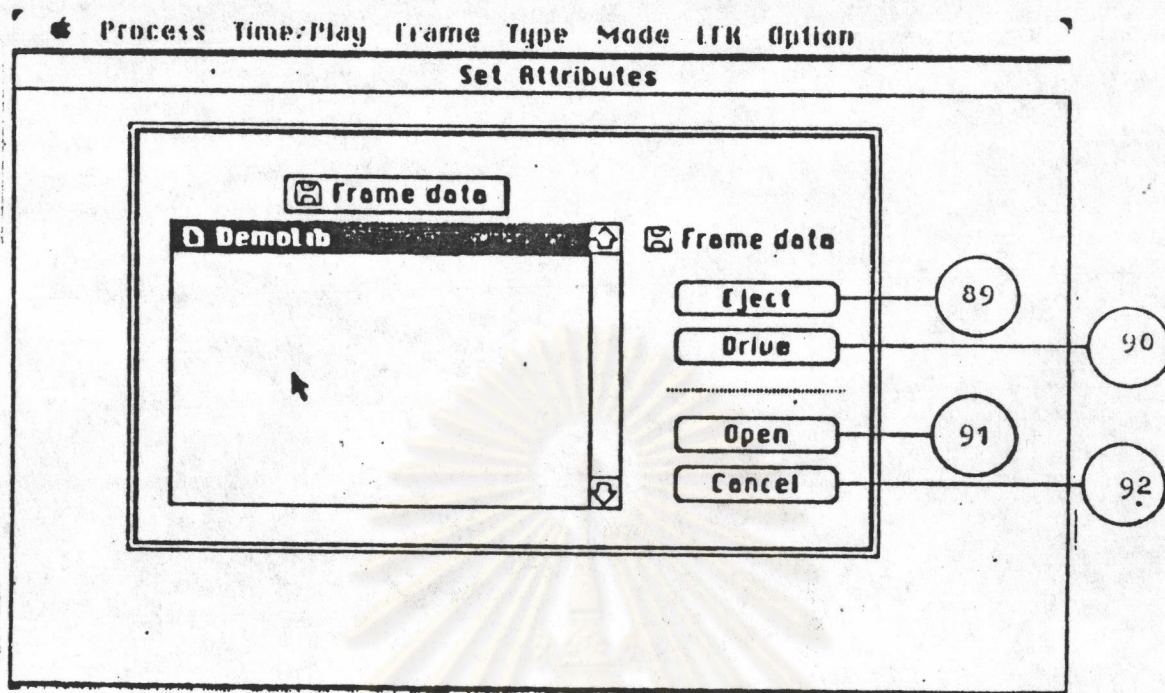 Process Time/Play Frame Type Mode LTK Option
Set Attributes
Frame data
DemoLib
Frame data
Eject
89
Drive
90
Open
91
Cancel
92